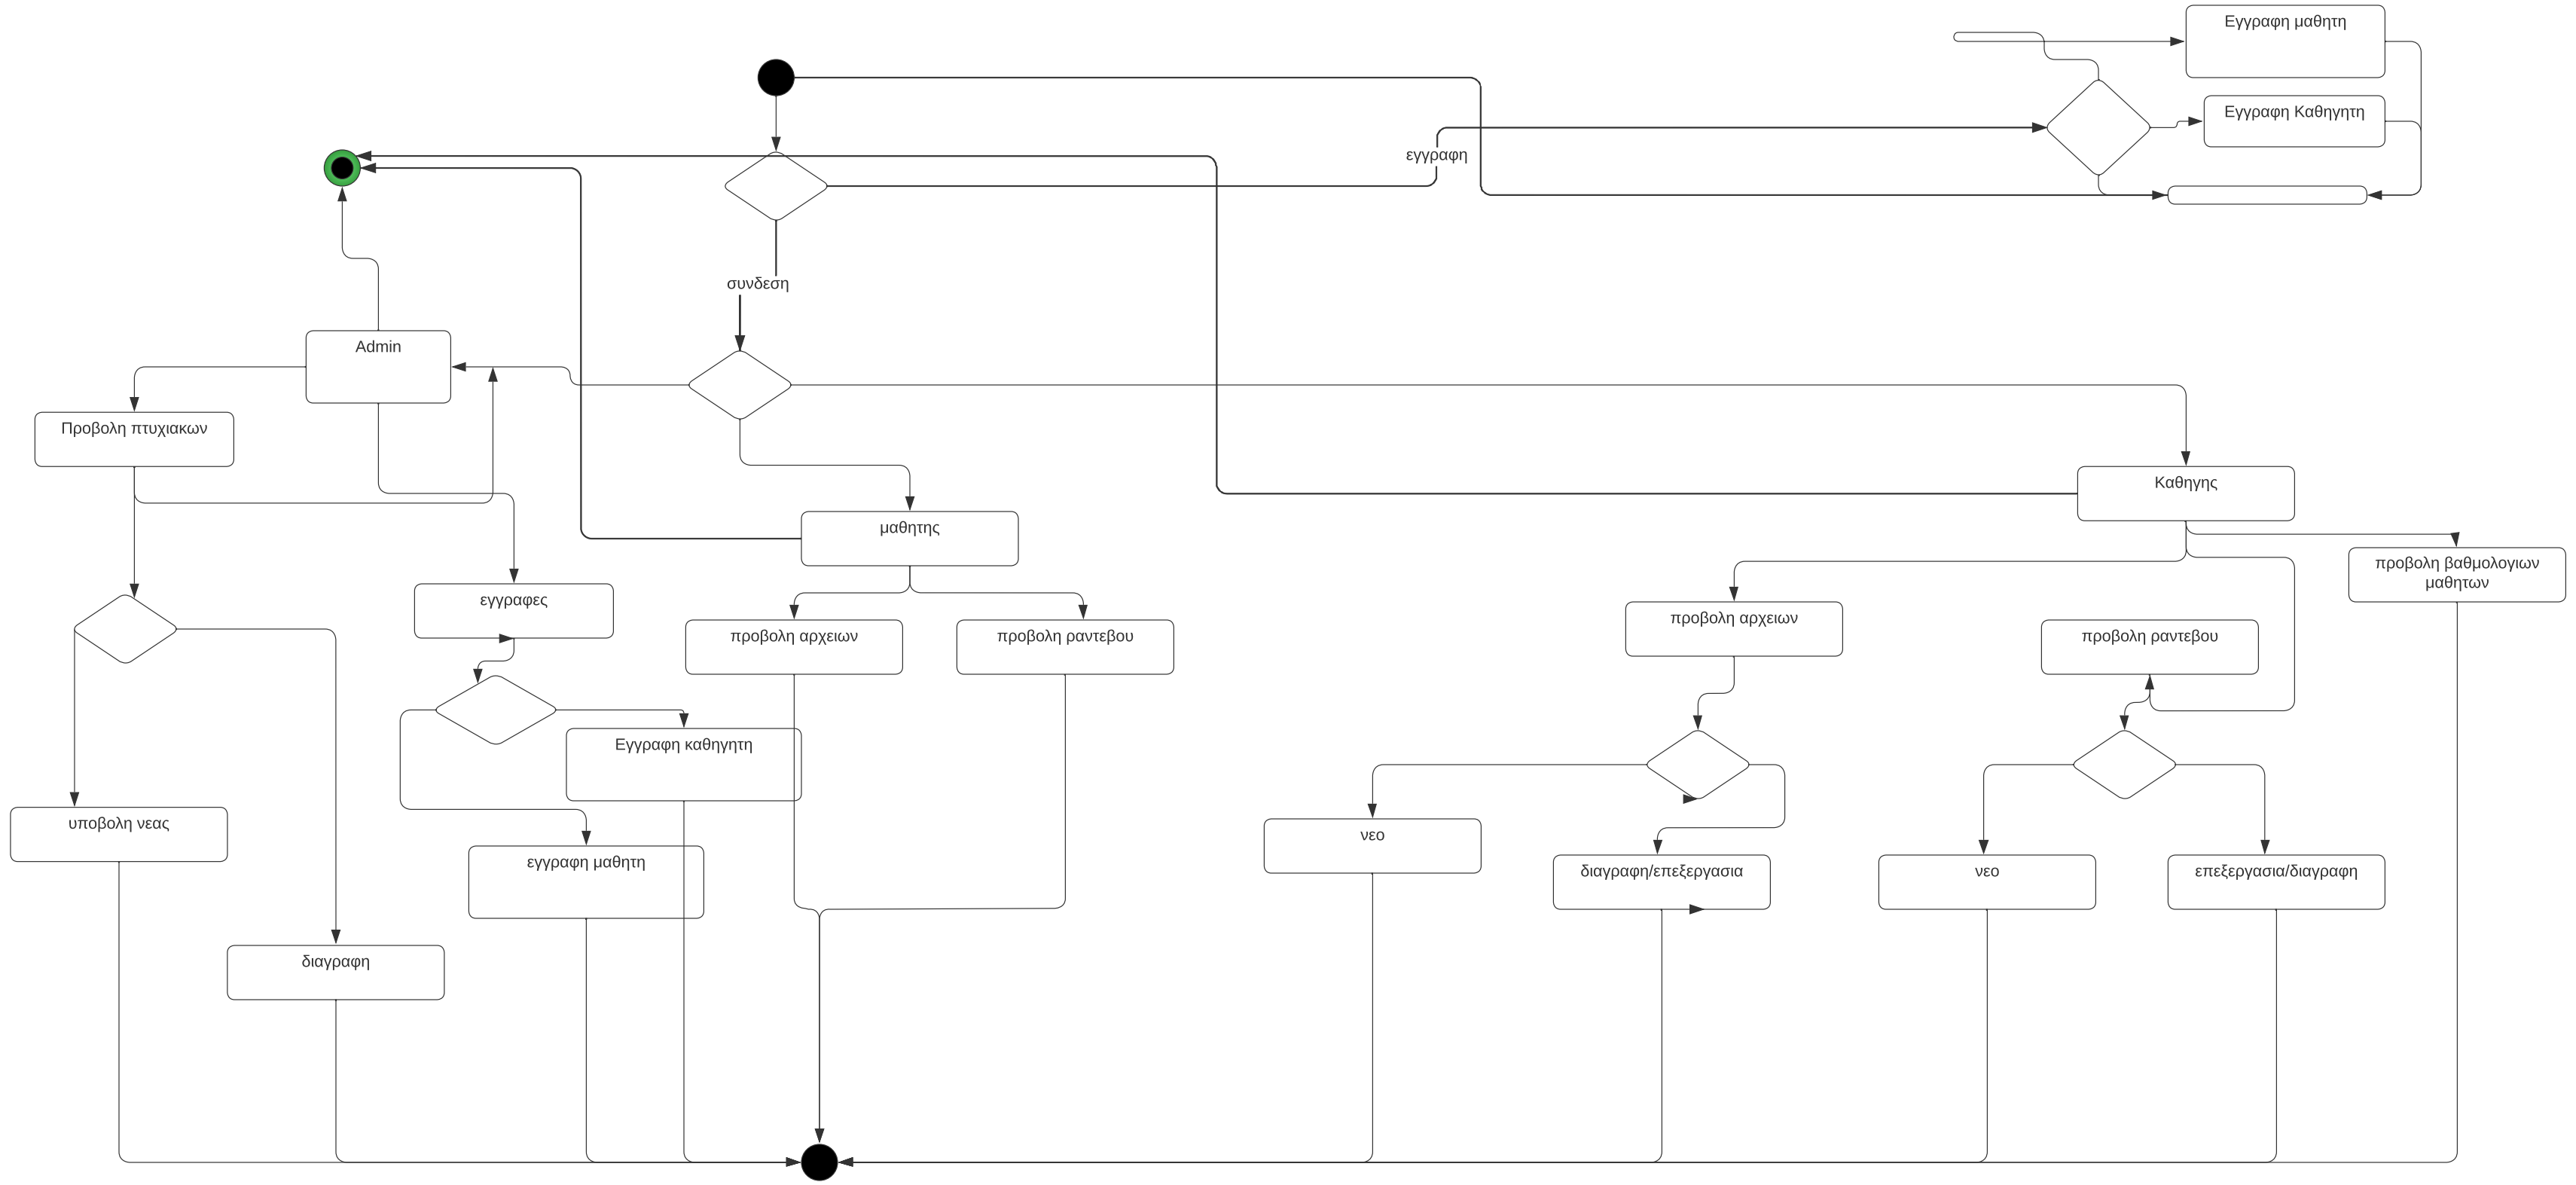 Εγγραφη μαθητη
Εγγραφη Καθηγητη
εγγραφη
συνδεση
Admin
Προβολη πτυχιακων
Καθηγης
μαθητης
προβολη βαθμολογιων
μαθητων
εγγραφες
προβολη αρχειων
προβολη ραντεβου
προβολη αρχειων
προβολη ραντεβου
Εγγραφη καθηγητη
υποβολη νεας
νεο
εγγραφη μαθητη
διαγραφη/επεξεργασια
νεο
επεξεργασια/διαγραφη
διαγραφη